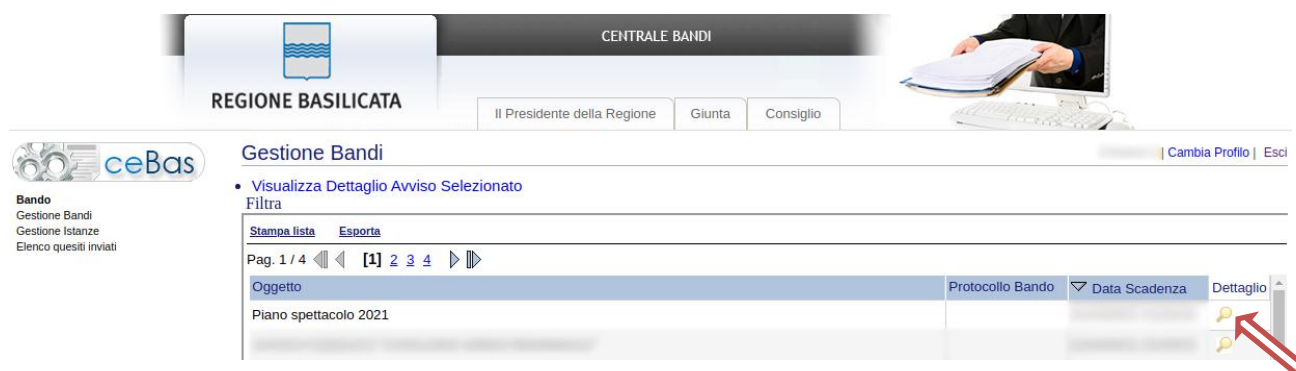 CENTRALE BANDI
REGIONE BASILICATA
Il Presidente della Regione Giunta Consiglio
ceBas
Gestione Bandi
Cambia Profilo | Esci
Visualizza Dettaglio Avviso Selezionato
Filtra
Bando
Gestione Bandi
Gestione Istanze
Elenco quesiti inviati
Stampa lista Esporta
Pag. 1 / 4 [1] 2 3 4
Oggetto Protocollo Bando Data Scadenza Dettaglio
Piano spettacolo 2021